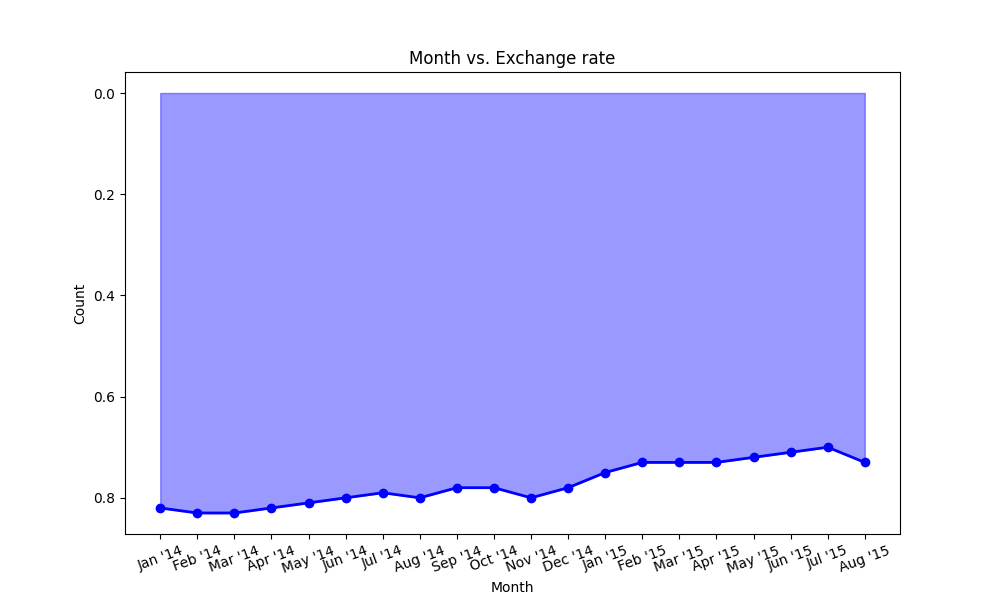 Month vs. Exchange rate
0.0
0.2
0.4
0.6
0.8
Count
Jan '14
Feb '14
Mar '14
Apr '14
May '14
Jun '14
Jul '14
Aug '14
Sep '14
Oct '14
Nov '14
Dec '14
Jan '15
Feb '15
Mar '15
Apr '15
May '15
Jun '15
Jul '15
Aug '15
Month